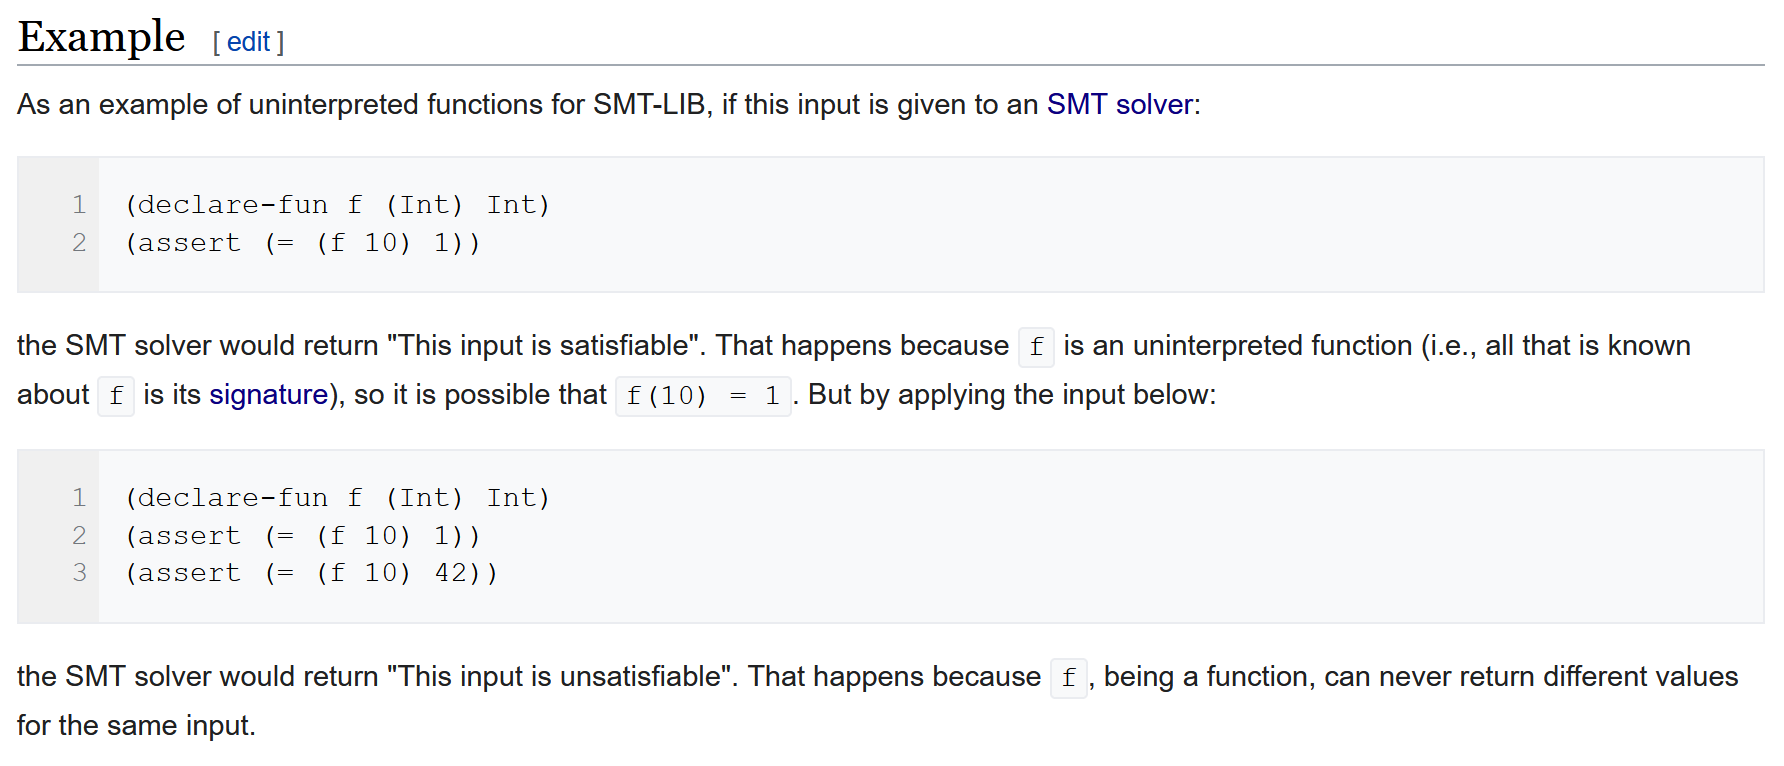 Example [ edit ]
As an example of uninterpreted functions for SMT-LIB, if this input is given to an SMT solver:
1 (declare-fun f (Int) Int)
2 (assert (= (f 10) 1))
the SMT solver would return "This input is satisfiable". That happens because f is an uninterpreted function (i.e., all that is known
about f is its signature), so it is possible that f(10) = 1. But by applying the input below:
1 (declare-fun f (Int) Int)
2 (assert (= (f 10) 1))
3 (assert (= (f 10) 42))
the SMT solver would return "This input is unsatisfiable". That happens because f, being a function, can never return different values
for the same input.